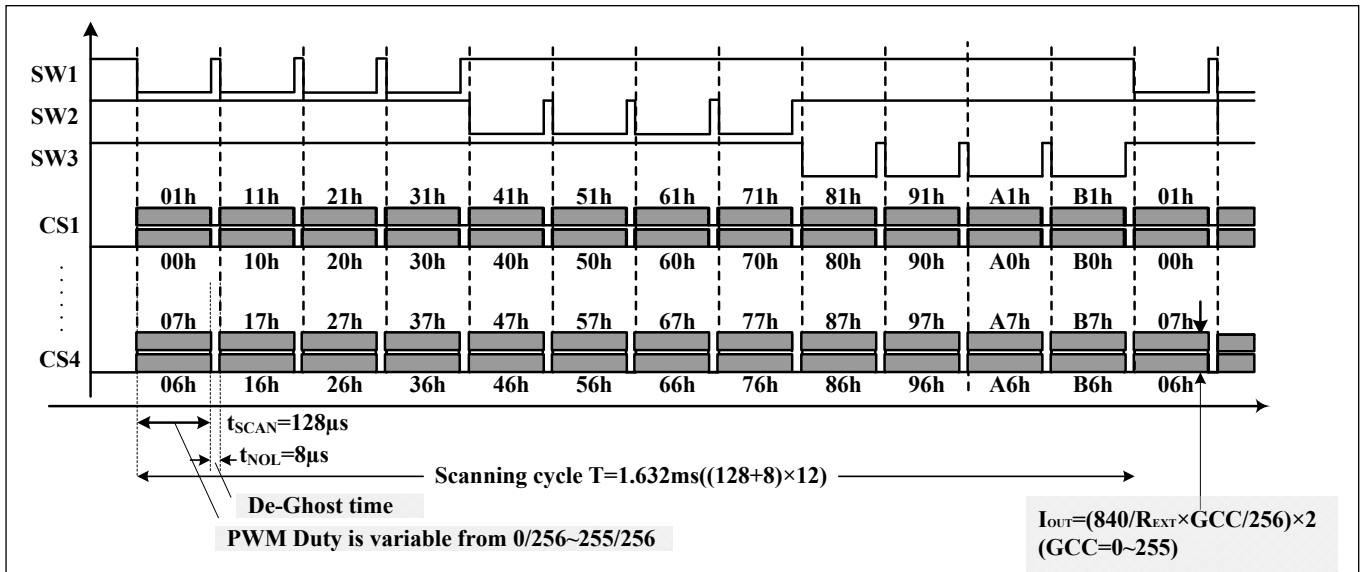 SW1
SW2
SW3
01h 11h 21h 31h 41h 51h 61h 71h 81h 91h A1h B1h 01h
CS1
00h 10h 20h 30h 40h 50h 60h 70h 80h 90h A0h B0h 00h
07h 17h 27h 37h 47h 57h 67h 77h 87h 97h A7h B7h 07h
CS4
06h 16h 26h 36h 46h 56h 66h 76h 86h 96h A6h B6h 06h
tSCAN=128µs
tNOL=8µs
Scanning cycle T=1.632ms((128+8)×12)
De-Ghost time
PWM Duty is variable from 0/256~255/256
IOUT=(840/REXT×GCC/256)×2
(GCC=0~255)